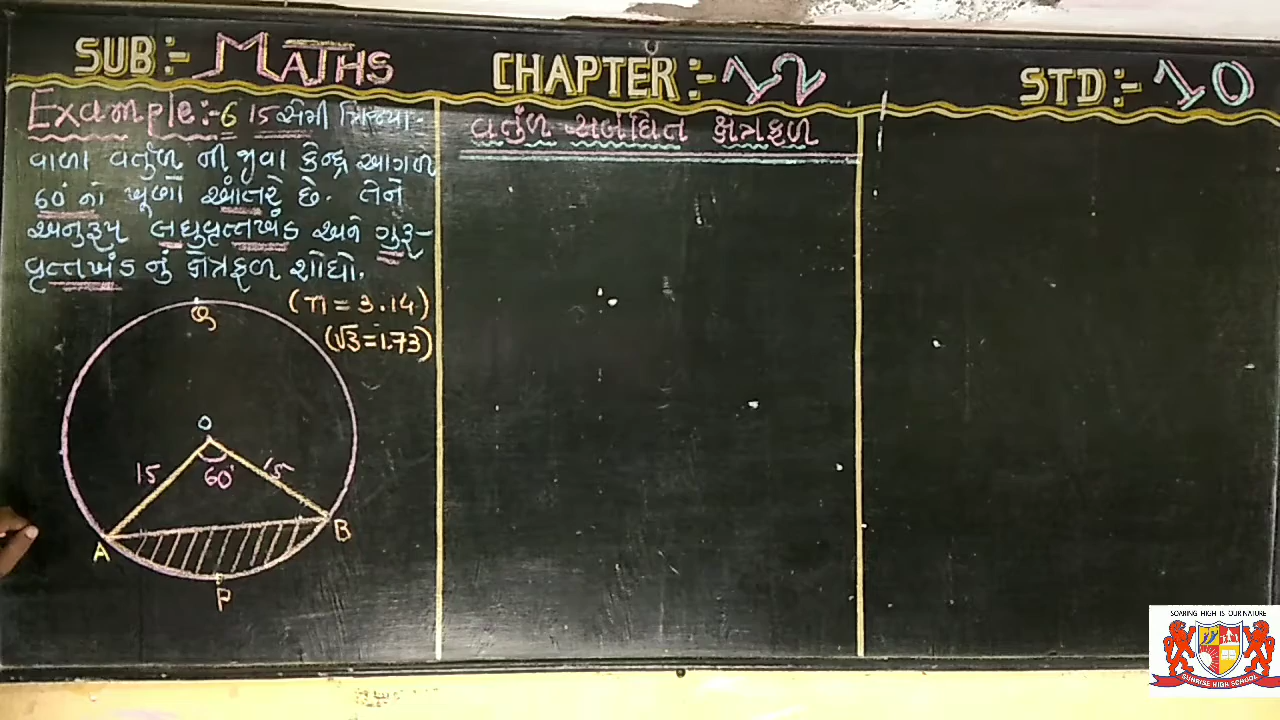 SUB:- MATHS
CHAPTER:- 12
STD:- 10
Example:-6 15 સેમી ત્રિજ્યા-
વાળા વર્તુળ ની જીવા કેન્દ્ર આગળ
60° નો ખૂણો આંતરે છે. તેને
અનુરૂપ લઘુવૃત્તખંડ અને ગુરૂ-
વૃત્તખંડ નું ક્ષેત્રફળ શોધો.
(π = 3.14)
(√3=1.73)
Q
O
15
60°
15
A
B
P
વર્તુળ સંબંધિત ક્ષેત્રફળ
SOARING HIGH IS OUR NATURE
SUNRISE HIGH SCHOOL